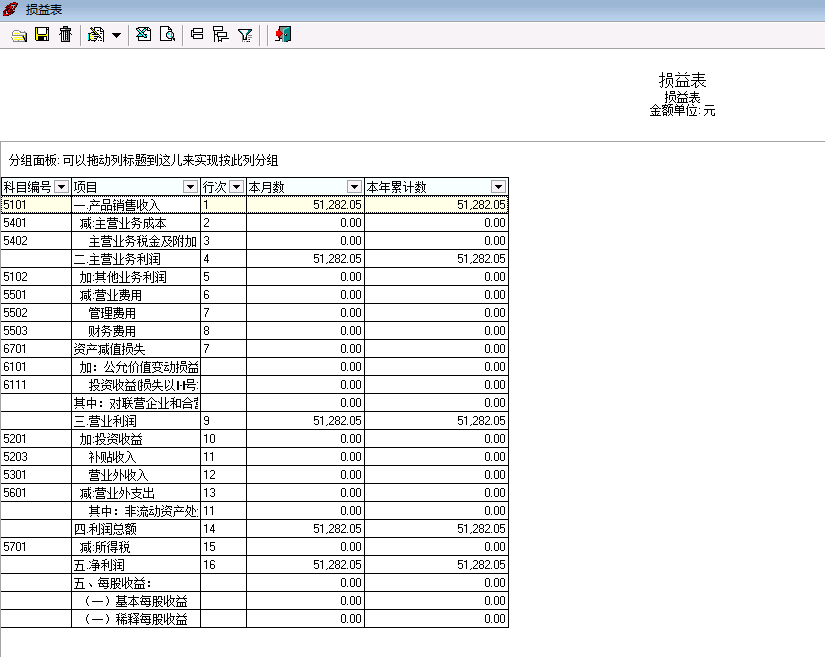 损益表
损益表
损益表
金额单位: 元
分组面板: 可以拖动列标题到这儿来实现按此列分组
科目编号 项目 行次 本月数 本年累计数
5101 一.产品销售收入 1 51,282.05 51,282.05
5401 减:主营业务成本 2 0.00 0.00
5402 主营业务税金及附加 3 0.00 0.00
二.主营业务利润 4 51,282.05 51,282.05
5102 加:其他业务利润 5 0.00 0.00
5501 减:营业费用 6 0.00 0.00
5502 管理费用 7 0.00 0.00
5503 财务费用 8 0.00 0.00
6701 资产减值损失 7 0.00 0.00
6101 加: 公允价值变动损益 0.00 0.00
6111 投资收益(损失以 号 0.00 0.00
其中: 对联营企业和合营 0.00 0.00
三.营业利润 9 51,282.05 51,282.05
5201 加:投资收益 10 0.00 0.00
5203 补贴收入 11 0.00 0.00
5301 营业外收入 12 0.00 0.00
5601 减:营业外支出 13 0.00 0.00
其中: 非流动资产处 11 0.00 0.00
四.利润总额 14 51,282.05 51,282.05
5701 减:所得税 15 0.00 0.00
五.净利润 16 51,282.05 51,282.05
五、每股收益: 0.00 0.00
(一) 基本每股收益 0.00 0.00
(一) 稀释每股收益 0.00 0.00